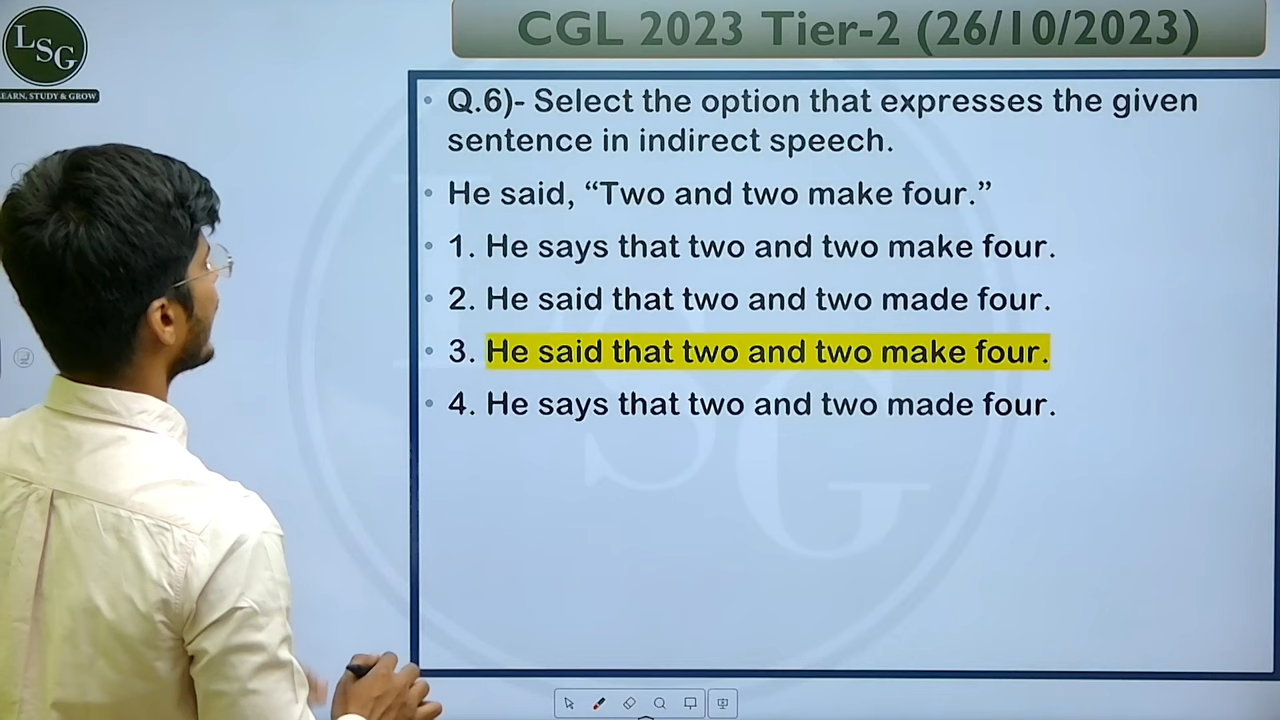 LSG
LEARN, STUDY & GROW
CGL 2023 Tier-2 (26/10/2023)
• Q.6)- Select the option that expresses the given
sentence in indirect speech.
• He said, “Two and two make four.”
• 1. He says that two and two make four.
• 2. He said that two and two made four.
• 3. He said that two and two make four.
• 4. He says that two and two made four.
LSG